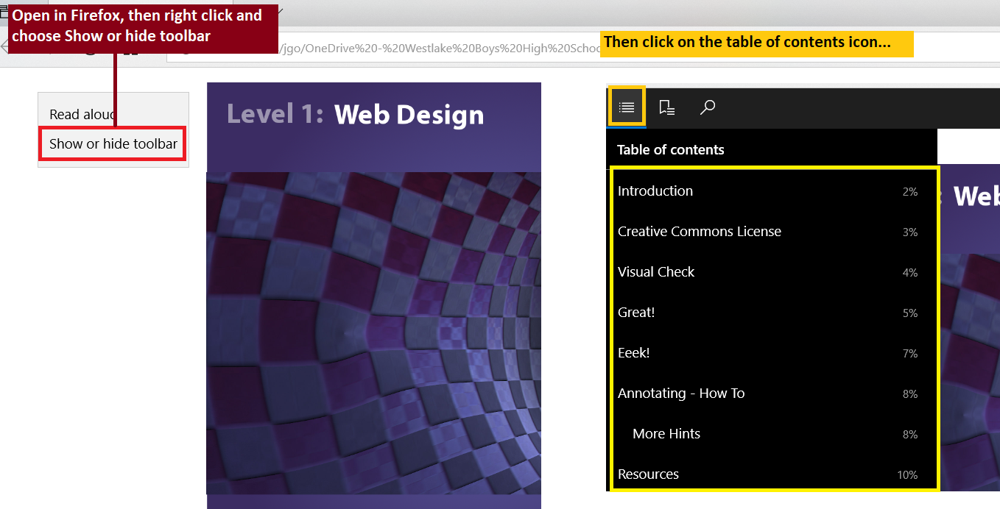 Open in Firefox, then right click and
choose Show or hide toolbar
/jgo/OneDrive%20-%20Westlake%20Boys%20High%20Schoo
Then click on the table of contents icon...
Read aloud
Show or hide toolbar
Level 1: Web Design
Table of contents
Introduction 2%
Creative Commons License 3%
Visual Check 4%
Great! 5%
Eeek! 7%
Annotating - How To 8%
More Hints 8%
Resources 10%
: Web